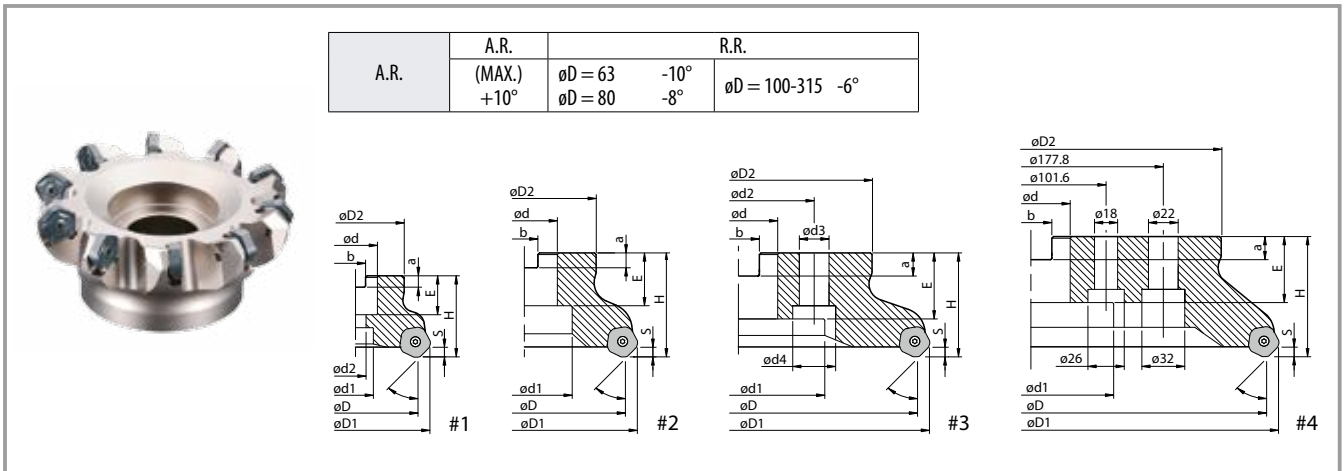 A.R. A.R. R.R.
(MAX.) +10° øD = 63 -10° øD = 100-315 -6°
øD = 80 -8°
øD2
ød
b
a
E
H
S
ød2
ød1
øD
øD1
#1
øD2
ød
b
a
E
H
S
ød1
øD
øD1
#2
øD2
ød2
ød
b
ød3
a
E
H
S
ød4
ød1
øD
øD1
#3
øD2
ø177.8
ø101.6
ød
ø18
ø22
b
a
E
H
S
ø26
ø32
ød1
øD
øD1
#4